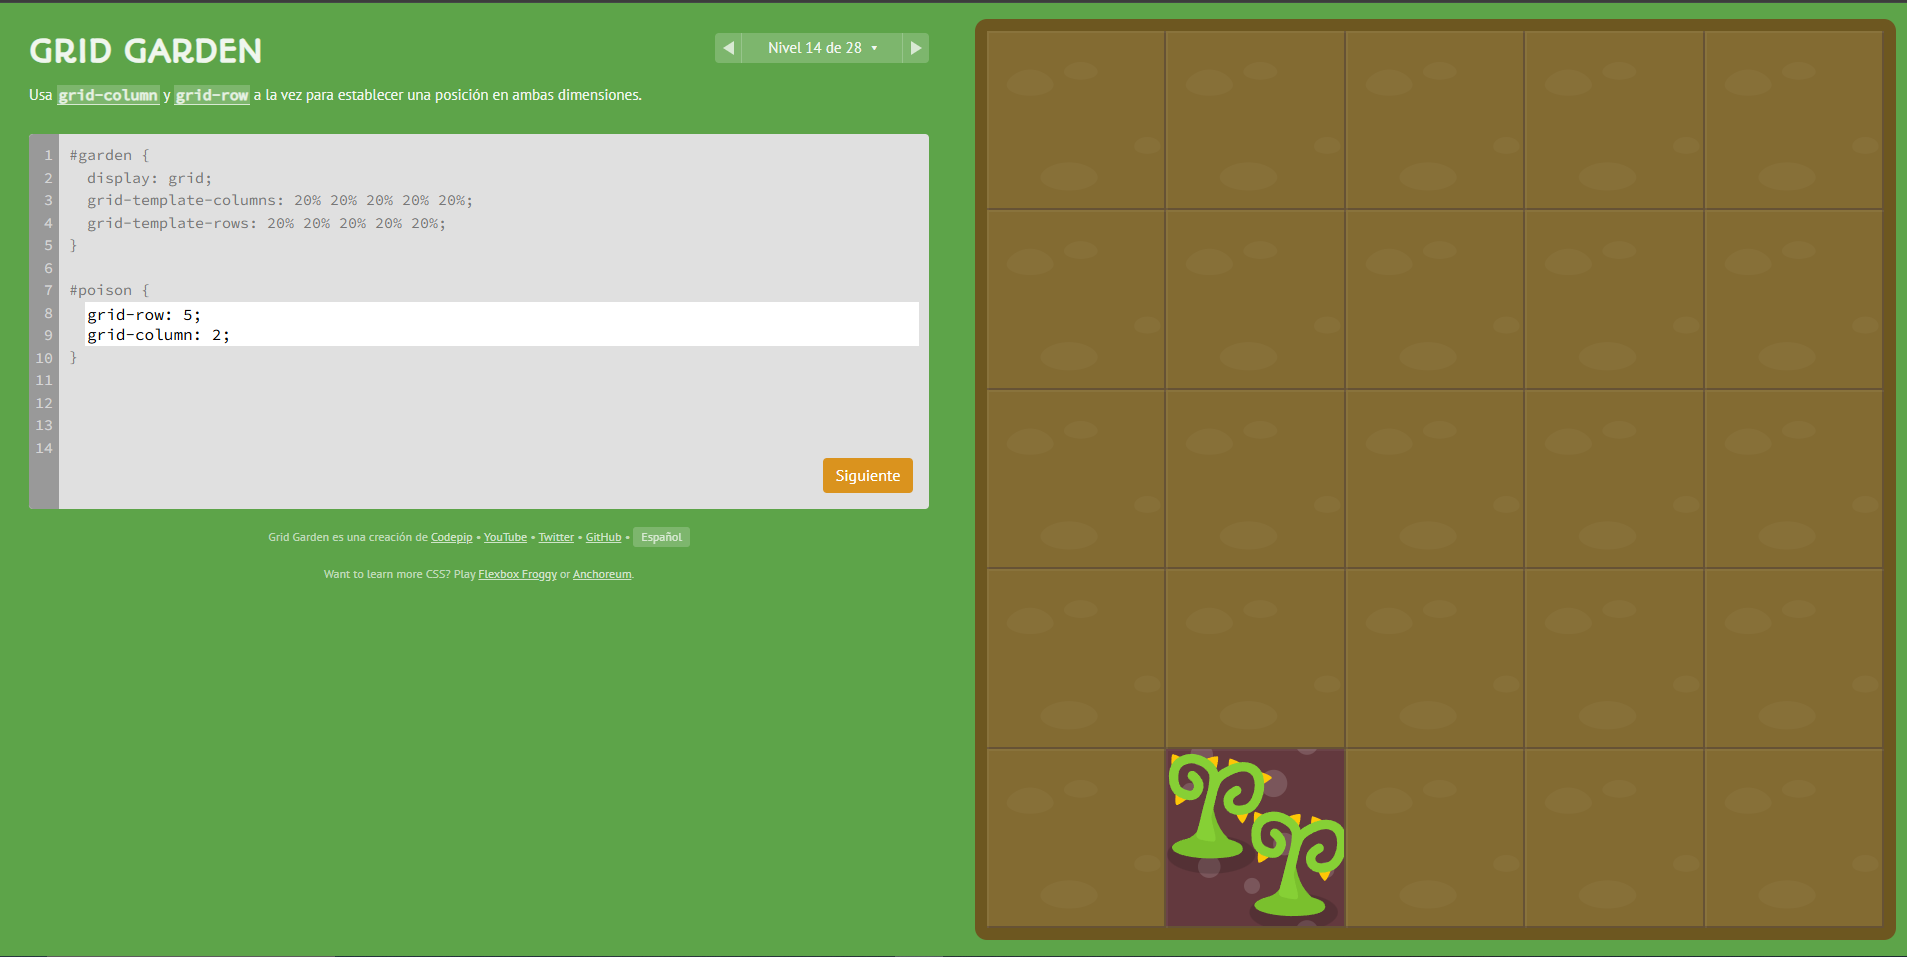 GRID GARDEN
Nivel 14 de 28
Usa grid-column y grid-row a la vez para establecer una posición en ambas dimensiones.
1 #garden {
2 display: grid;
3 grid-template-columns: 20% 20% 20% 20% 20%;
4 grid-template-rows: 20% 20% 20% 20% 20%;
5 }
6
7 #poison {
8 grid-row: 5;
9 grid-column: 2;
10 }
11
12
13
14
Siguiente
Grid Garden es una creación de Codepip • YouTube • Twitter • GitHub • Español
Want to learn more CSS? Play Flexbox Froggy or Anchoreum.